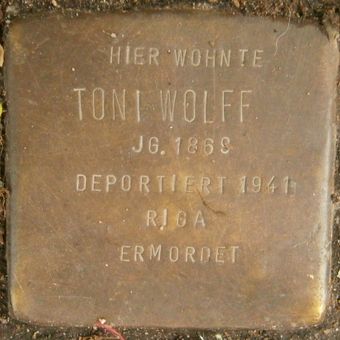 HIER WOHNTE
TONI WOLFF
JG. 1868
DEPORTIERT 1941
RIGA
ERMORDET